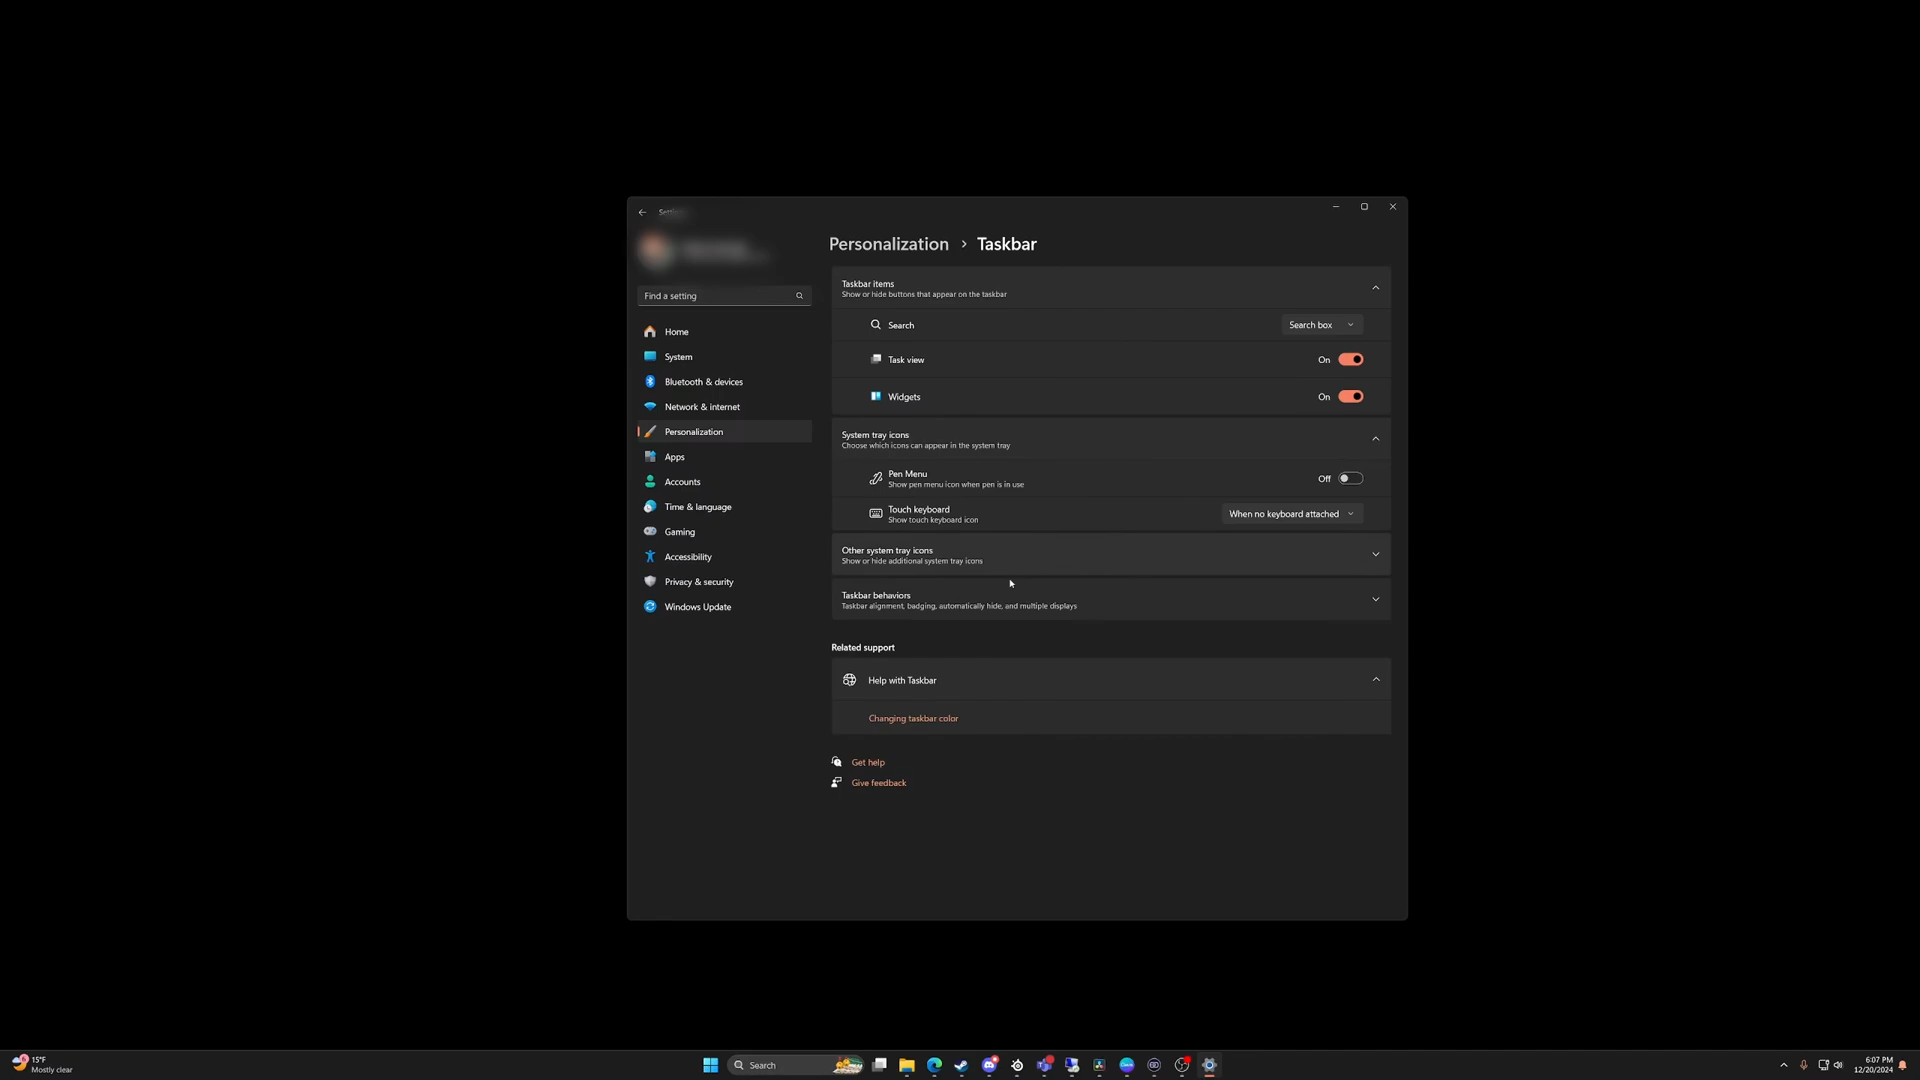 Personalization > Taskbar
Find a setting
Home
System
Bluetooth & devices
Network & internet
Personalization
Apps
Accounts
Time & language
Gaming
Accessibility
Privacy & security
Windows Update
Taskbar items
Show or hide buttons that appear on the taskbar
Search
Search box
Task view
On
Widgets
On
System tray icons
Choose which icons can appear in the system tray
Pen Menu
Show pen menu icon when pen is in use
Off
Touch keyboard
Show touch keyboard icon
When no keyboard attached
Other system tray icons
Show or hide additional system tray icons
Taskbar behaviors
Taskbar alignment, badging, automatically hide, and multiple displays
Related support
Help with Taskbar
Changing taskbar color
Get help
Give feedback
15°F
Mostly clear
Search
6:07 PM
12/20/2024